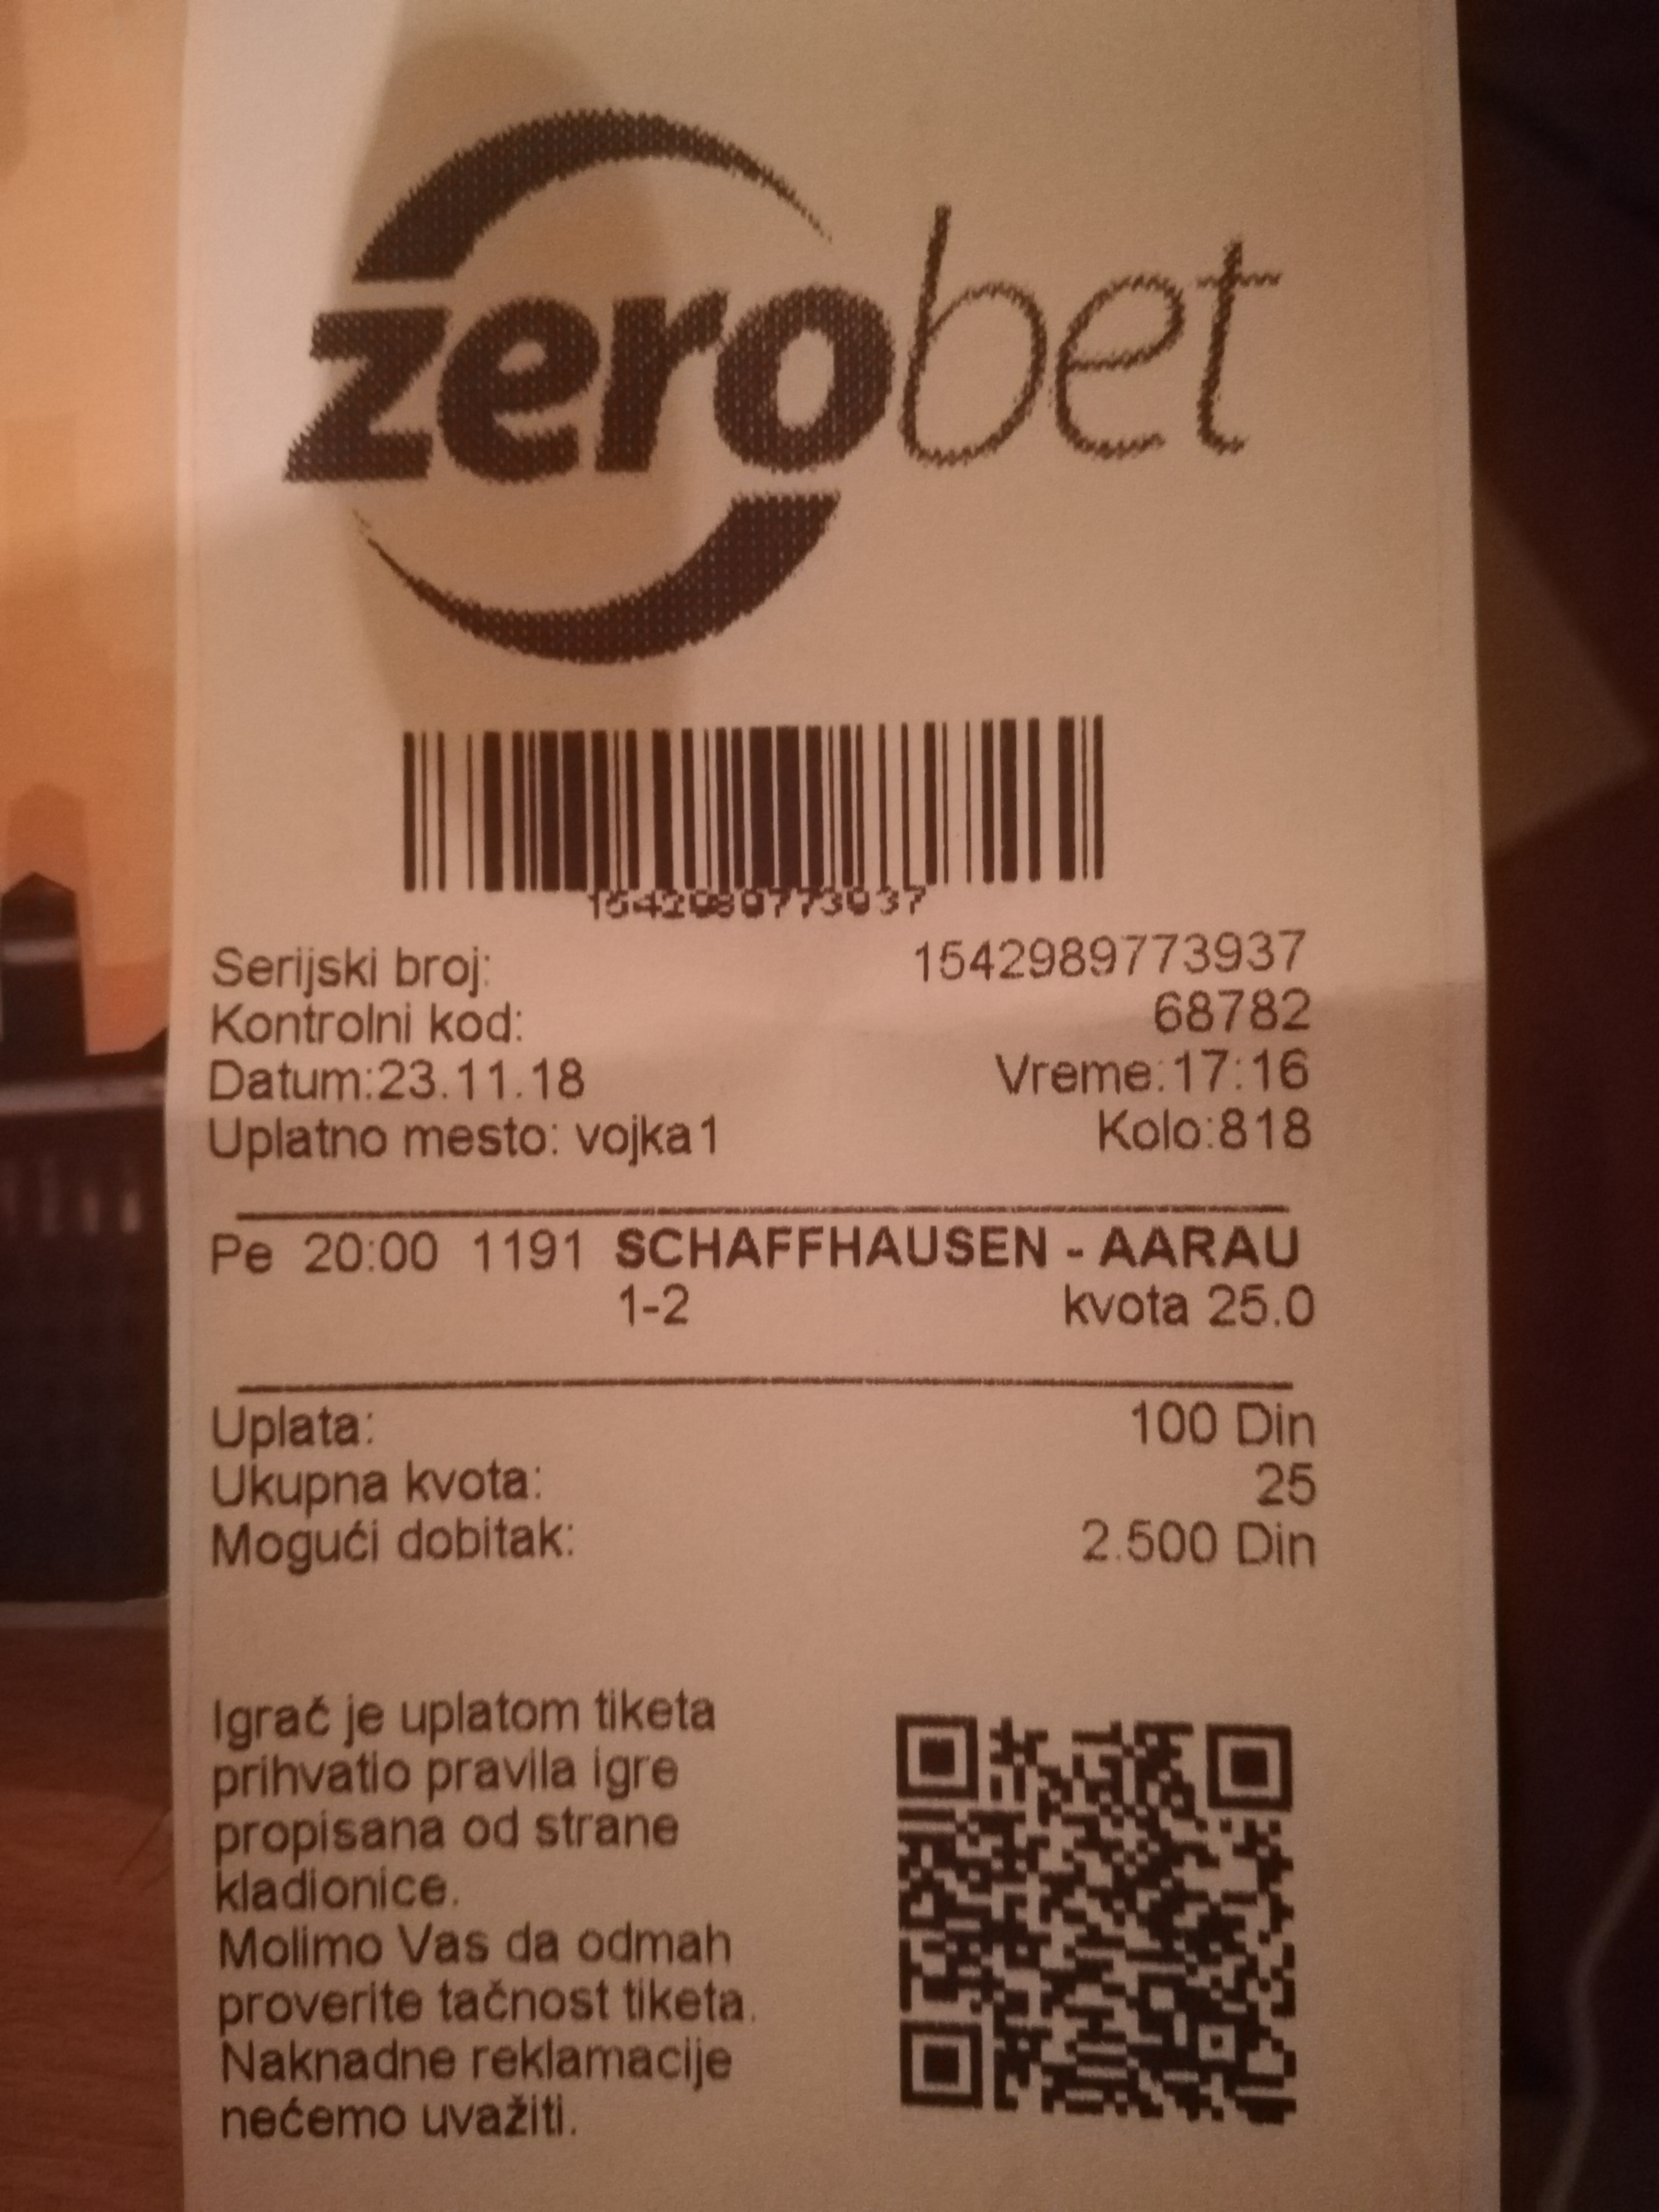 zerobet
1542989773937
Serijski broj: 1542989773937
Kontrolni kod: 68782
Datum:23.11.18 Vreme:17:16
Uplatno mesto: vojka1 Kolo:818
Pe 20:00 1191 SCHAFFHAUSEN - AARAU
1-2 kvota 25.0
Uplata: 100 Din
Ukupna kvota: 25
Mogući dobitak: 2.500 Din
Igrač je uplatom tiketa
prihvatio pravila igre
propisana od strane
kladionice.
Molimo Vas da odmah
proverite tačnost tiketa.
Naknadne reklamacije
nećemo uvažiti.